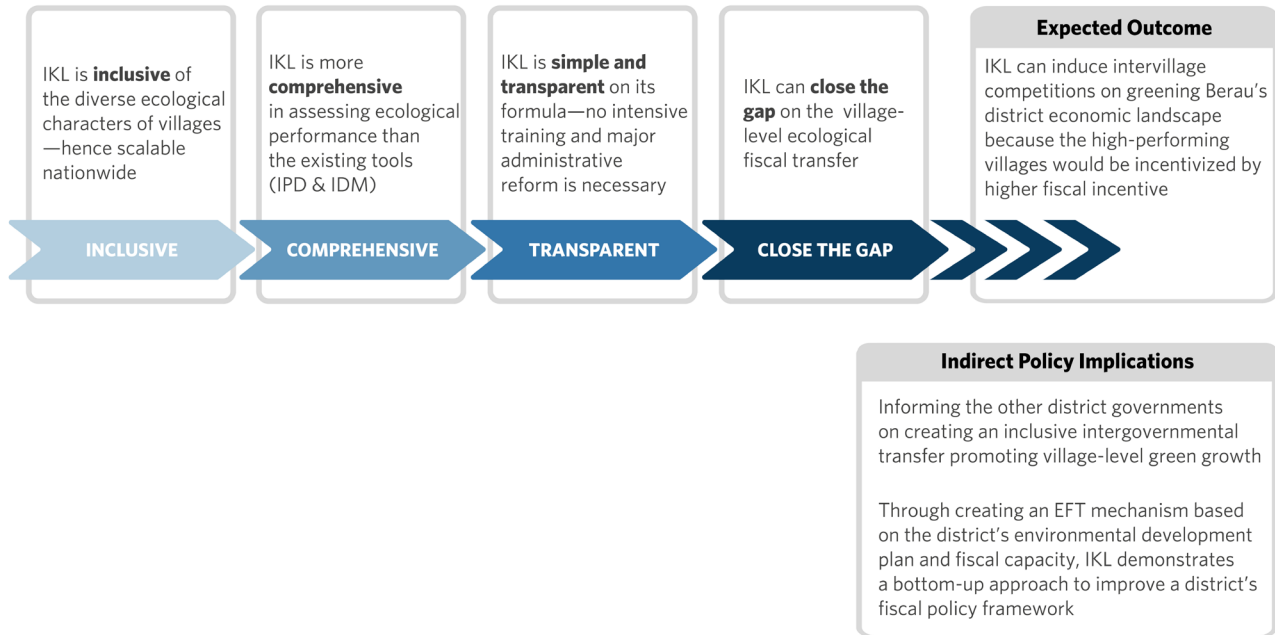 IKL is inclusive of
the diverse ecological
characters of villages
—hence scalable
nationwide
INCLUSIVE
IKL is more
comprehensive
in assessing ecological
performance than
the existing tools
(IPD & IDM)
COMPREHENSIVE
IKL is simple and
transparent on its
formula—no intensive
training and major
administrative
reform is necessary
TRANSPARENT
IKL can close the
gap on the village-
level ecological
fiscal transfer
CLOSE THE GAP
Expected Outcome
IKL can induce intervillage
competitions on greening Berau’s
district economic landscape
because the high-performing
villages would be incentivized by
higher fiscal incentive
Indirect Policy Implications
Informing the other district governments
on creating an inclusive intergovernmental
transfer promoting village-level green growth
Through creating an EFT mechanism based
on the district’s environmental development
plan and fiscal capacity, IKL demonstrates
a bottom-up approach to improve a district’s
fiscal policy framework